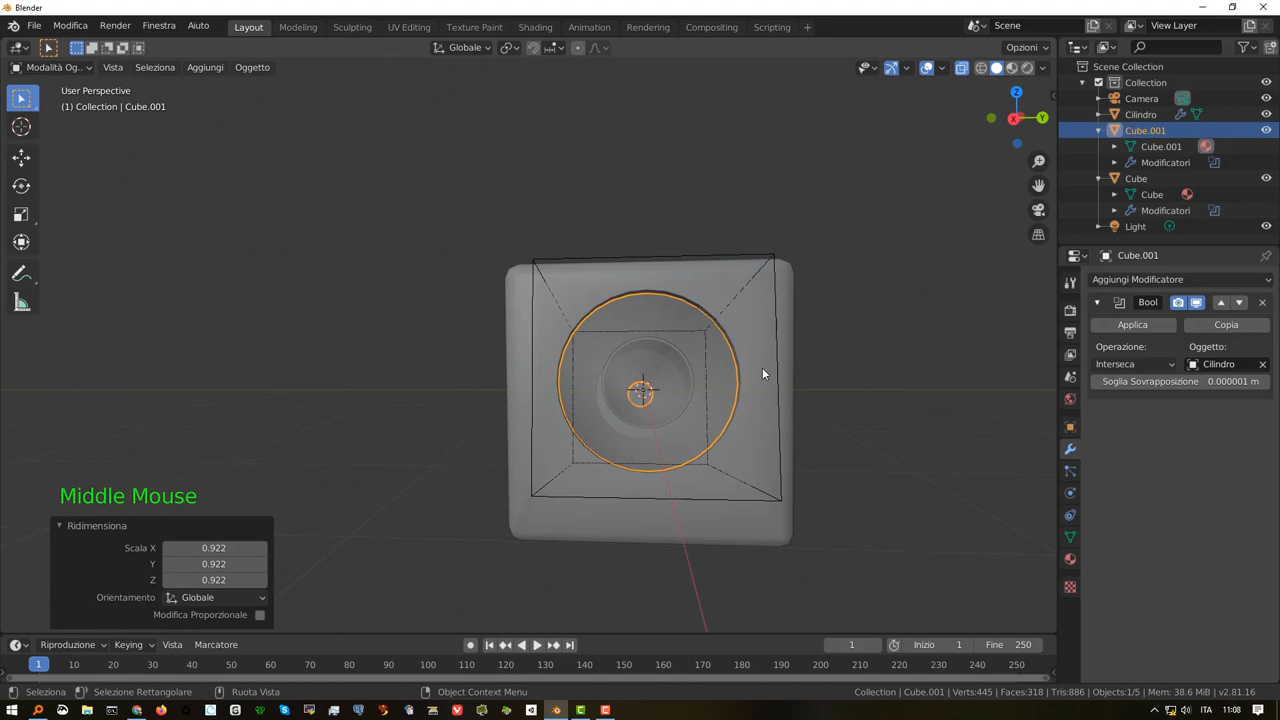 Blender
File Modifica Render Finestra Aiuto Layout Modeling Sculpting UV Editing Texture Paint Shading Animation Rendering Compositing Scripting Scene View Layer
Globale Opzioni
Modalità Og... Vista Seleziona Aggiungi Oggetto
User Perspective
(1) Collection | Cube.001
Z
Y
X
Scene Collection
Collection
Camera
Cilindro
Cube.001
Cube.001
Modificatori
Cube
Cube
Modificatori
Light
Cube.001
Aggiungi Modificatore
Bool
Applica Copia
Operazione: Oggetto:
Interseca Cilindro
Soglia Sovrapposizione 0.000001 m
Middle Mouse
Ridimensiona
Scala X 0.922
Y 0.922
Z 0.922
Orientamento Globale
Modifica Proporzionale
Riproduzione Keying Vista Marcatore 1 Inizio 1 Fine 250
1 10 20 30 40 50 60 70 80 90 100 110 120 130 140 150 160 170 180 190 200 210 220 230 240 250
Seleziona Selezione Rettangolare Ruota Vista Object Context Menu Collection | Cube.001 | Verts:445 | Faces:318 | Tris:886 | Objects:1/5 | Mem: 38.6 MiB | v2.81.16
ITA 11:08